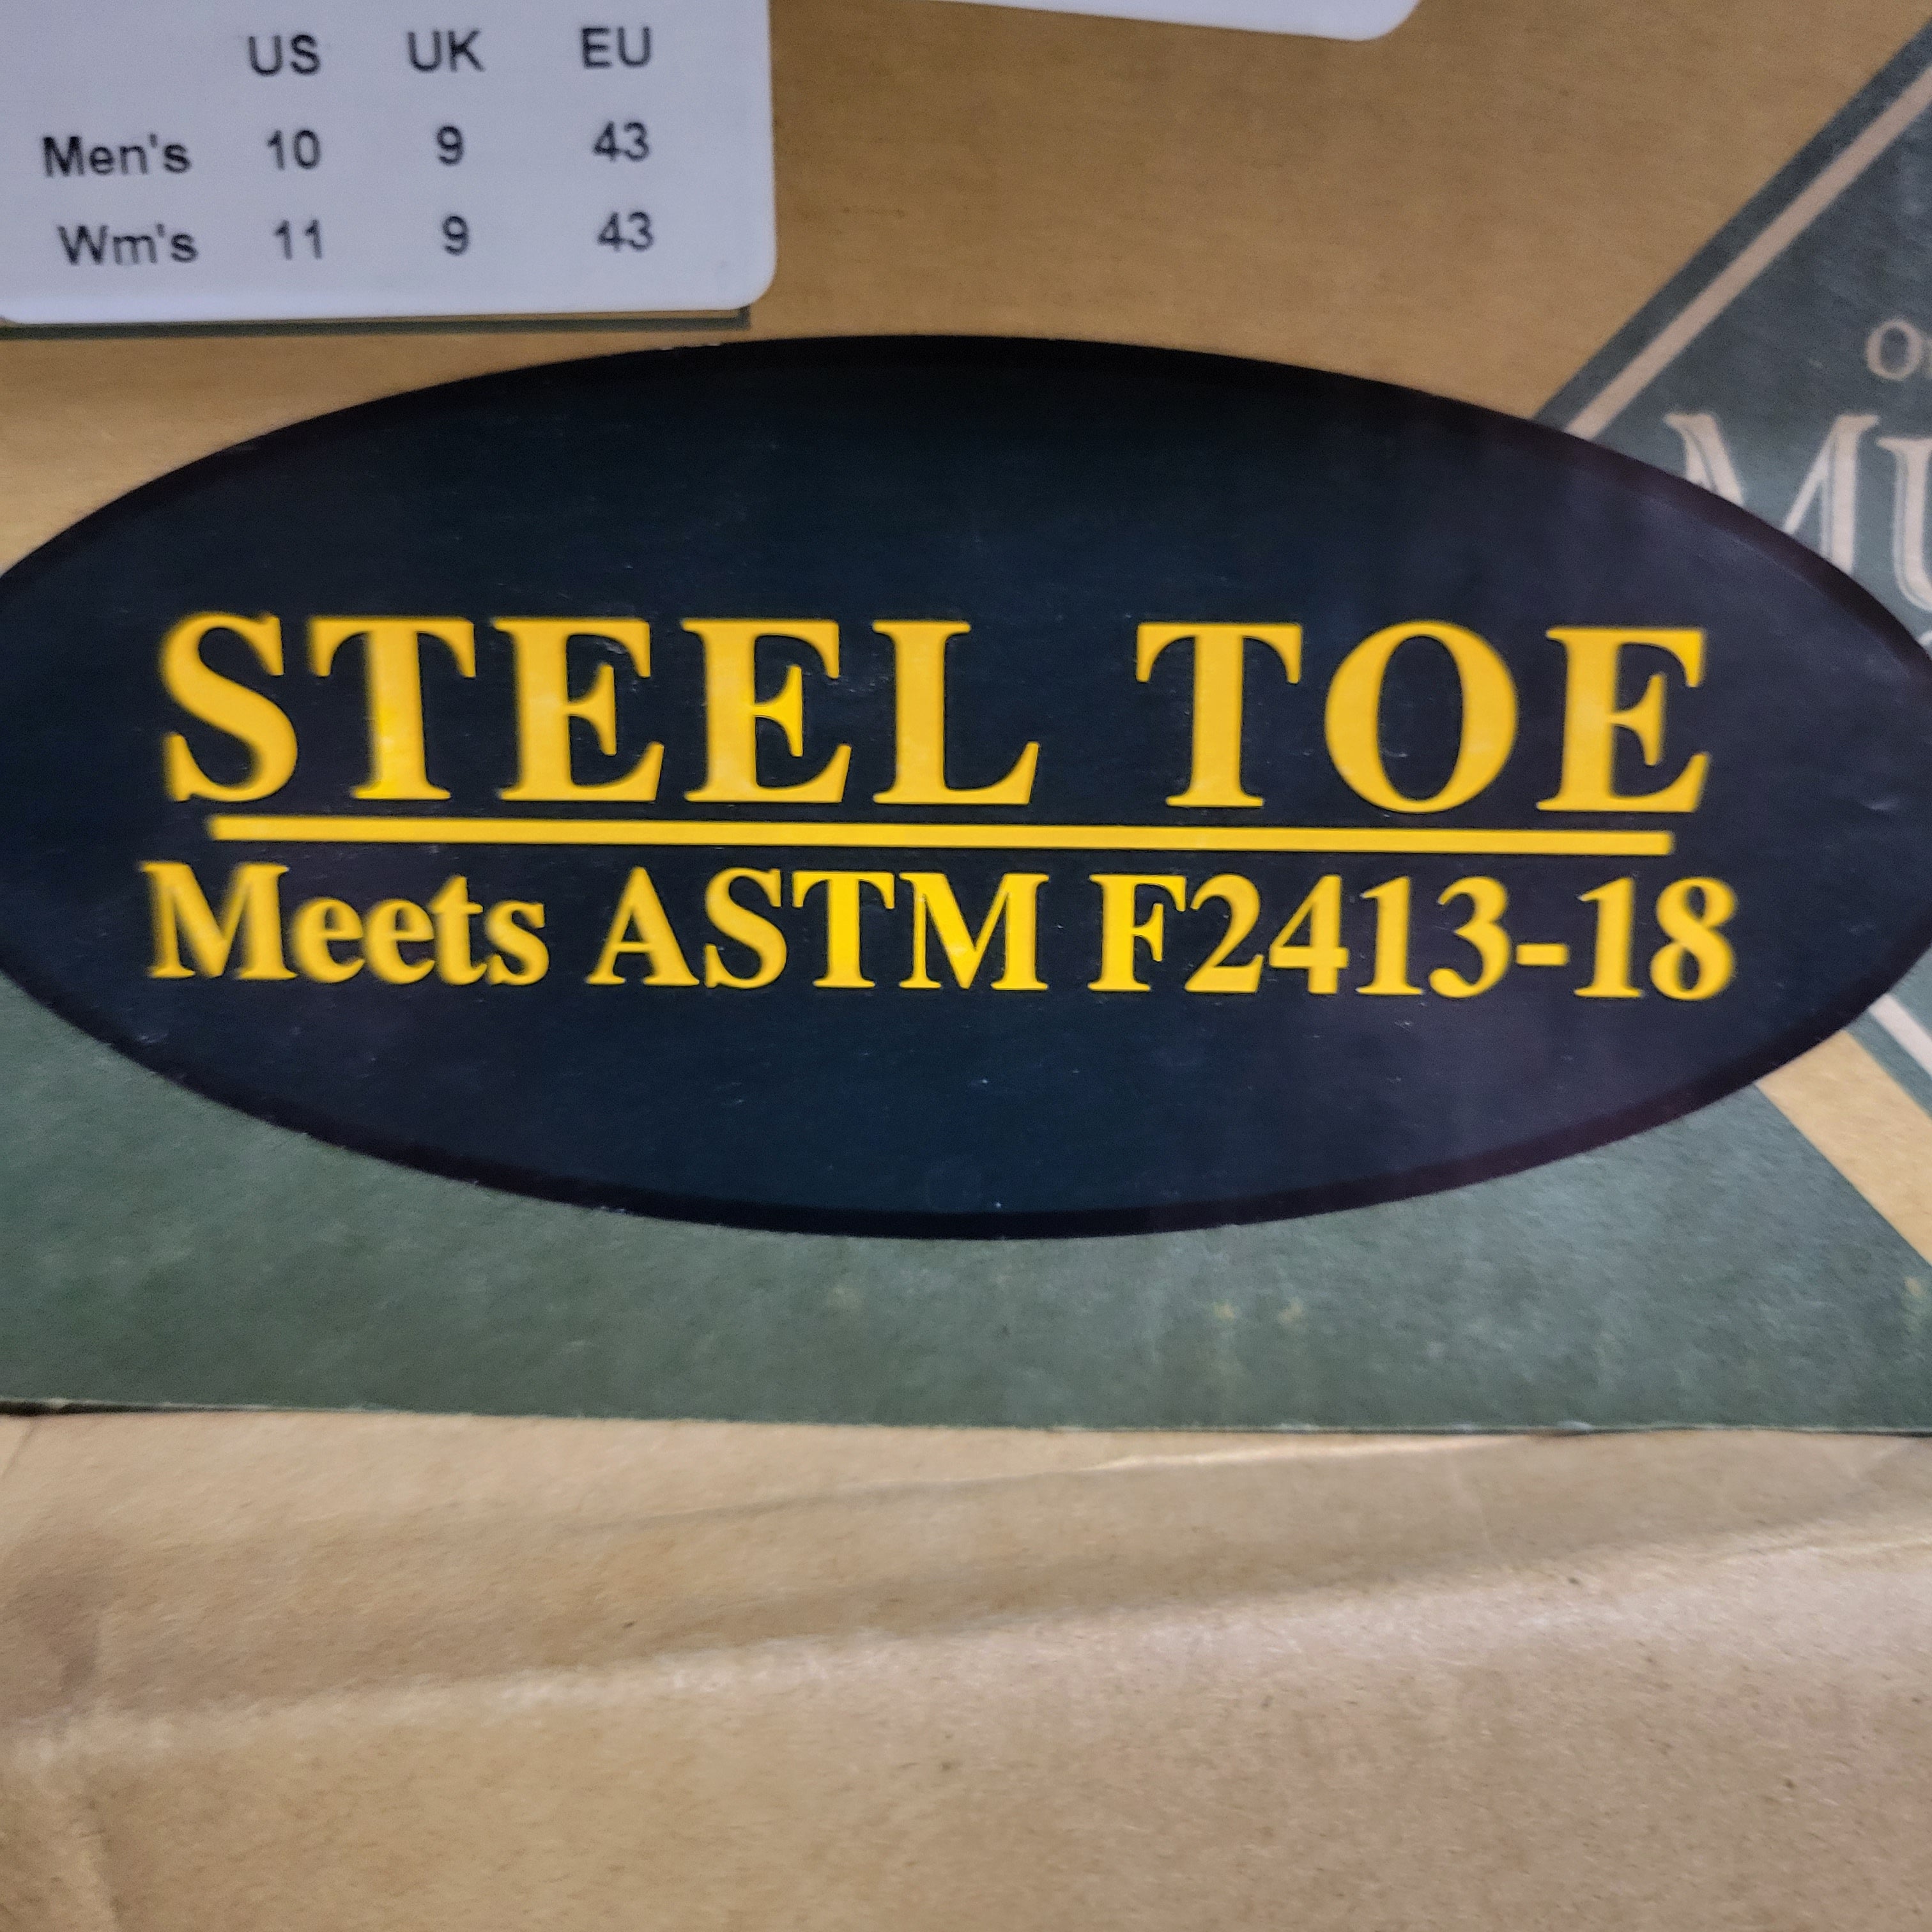 US UK EU
Men's 10 9 43
Wm's 11 9 43
STEEL TOE
Meets ASTM F2413-18